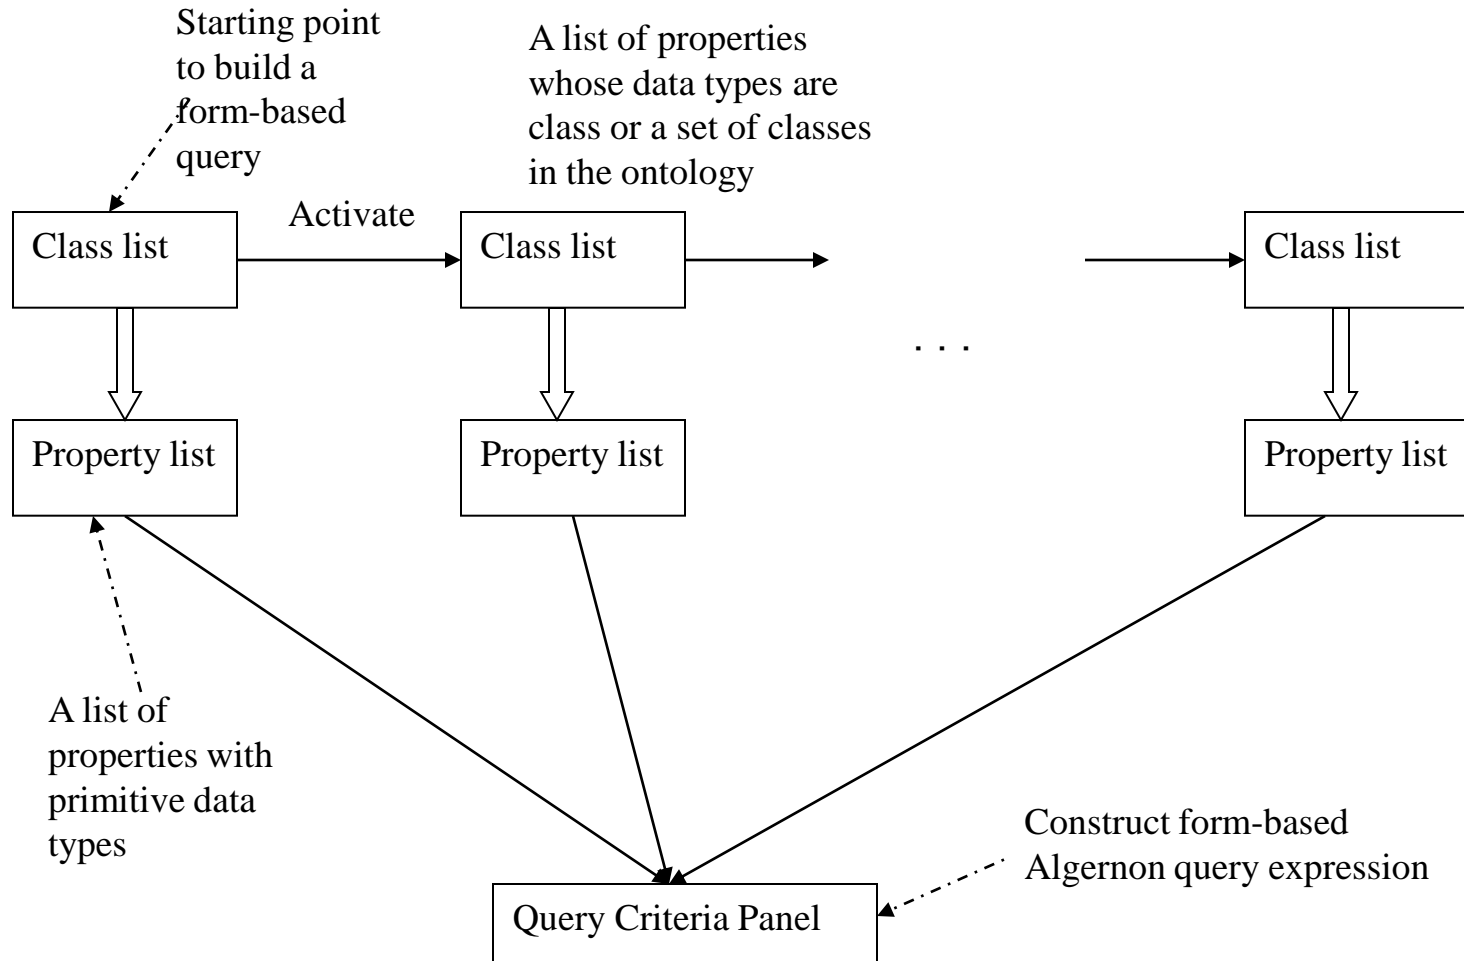 Starting point
to build a
form-based
query
A list of properties
whose data types are
class or a set of classes
in the ontology
Activate
Class list
Class list
Class list
. . .
Property list
Property list
Property list
A list of
properties with
primitive data
types
Construct form-based
Algernon query expression
Query Criteria Panel